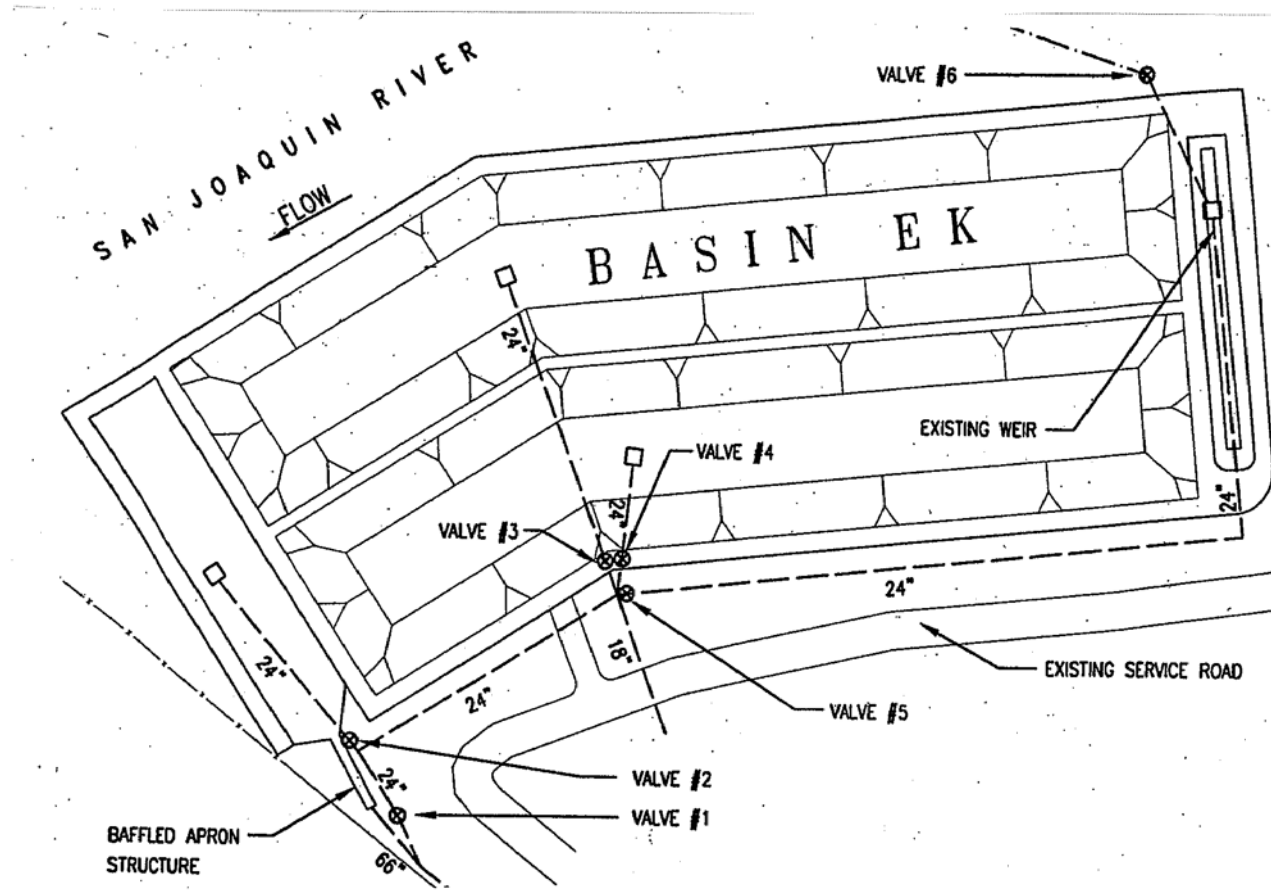 SAN JOAQUIN RIVER
FLOW
VALVE #6
BASIN EK
24"
EXISTING WEIR
VALVE #4
24"
VALVE #3
24"
24"
18"
EXISTING SERVICE ROAD
24"
24"
VALVE #5
VALVE #2
24"
VALVE #1
BAFFLED APRON
STRUCTURE
66"